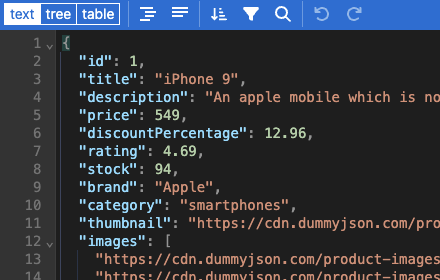 text tree table
1 {
2 "id": 1,
3 "title": "iPhone 9",
4 "description": "An apple mobile which is no
5 "price": 549,
6 "discountPercentage": 12.96,
7 "rating": 4.69,
8 "stock": 94,
9 "brand": "Apple",
10 "category": "smartphones",
11 "thumbnail": "https://cdn.dummyjson.com/pro
12 "images": [
13 "https://cdn.dummyjson.com/product-images
14 "https://cdn.dummyjson.com/product-images